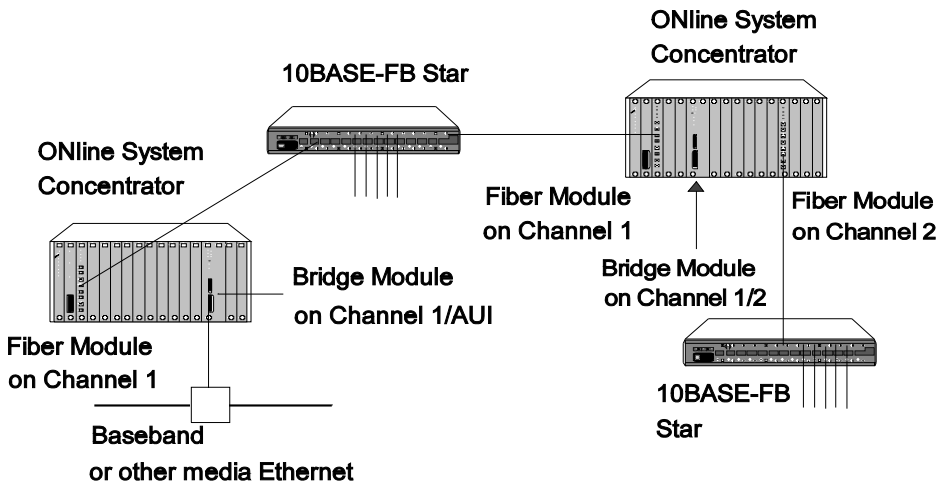 ONline System
Concentrator
10BASE-FB Star
ONline System
Concentrator
Fiber Module
on Channel 1
Fiber Module
on Channel 2
Bridge Module
on Channel 1/2
Bridge Module
on Channel 1/AUI
Fiber Module
on Channel 1
10BASE-FB
Star
Baseband
or other media Ethernet